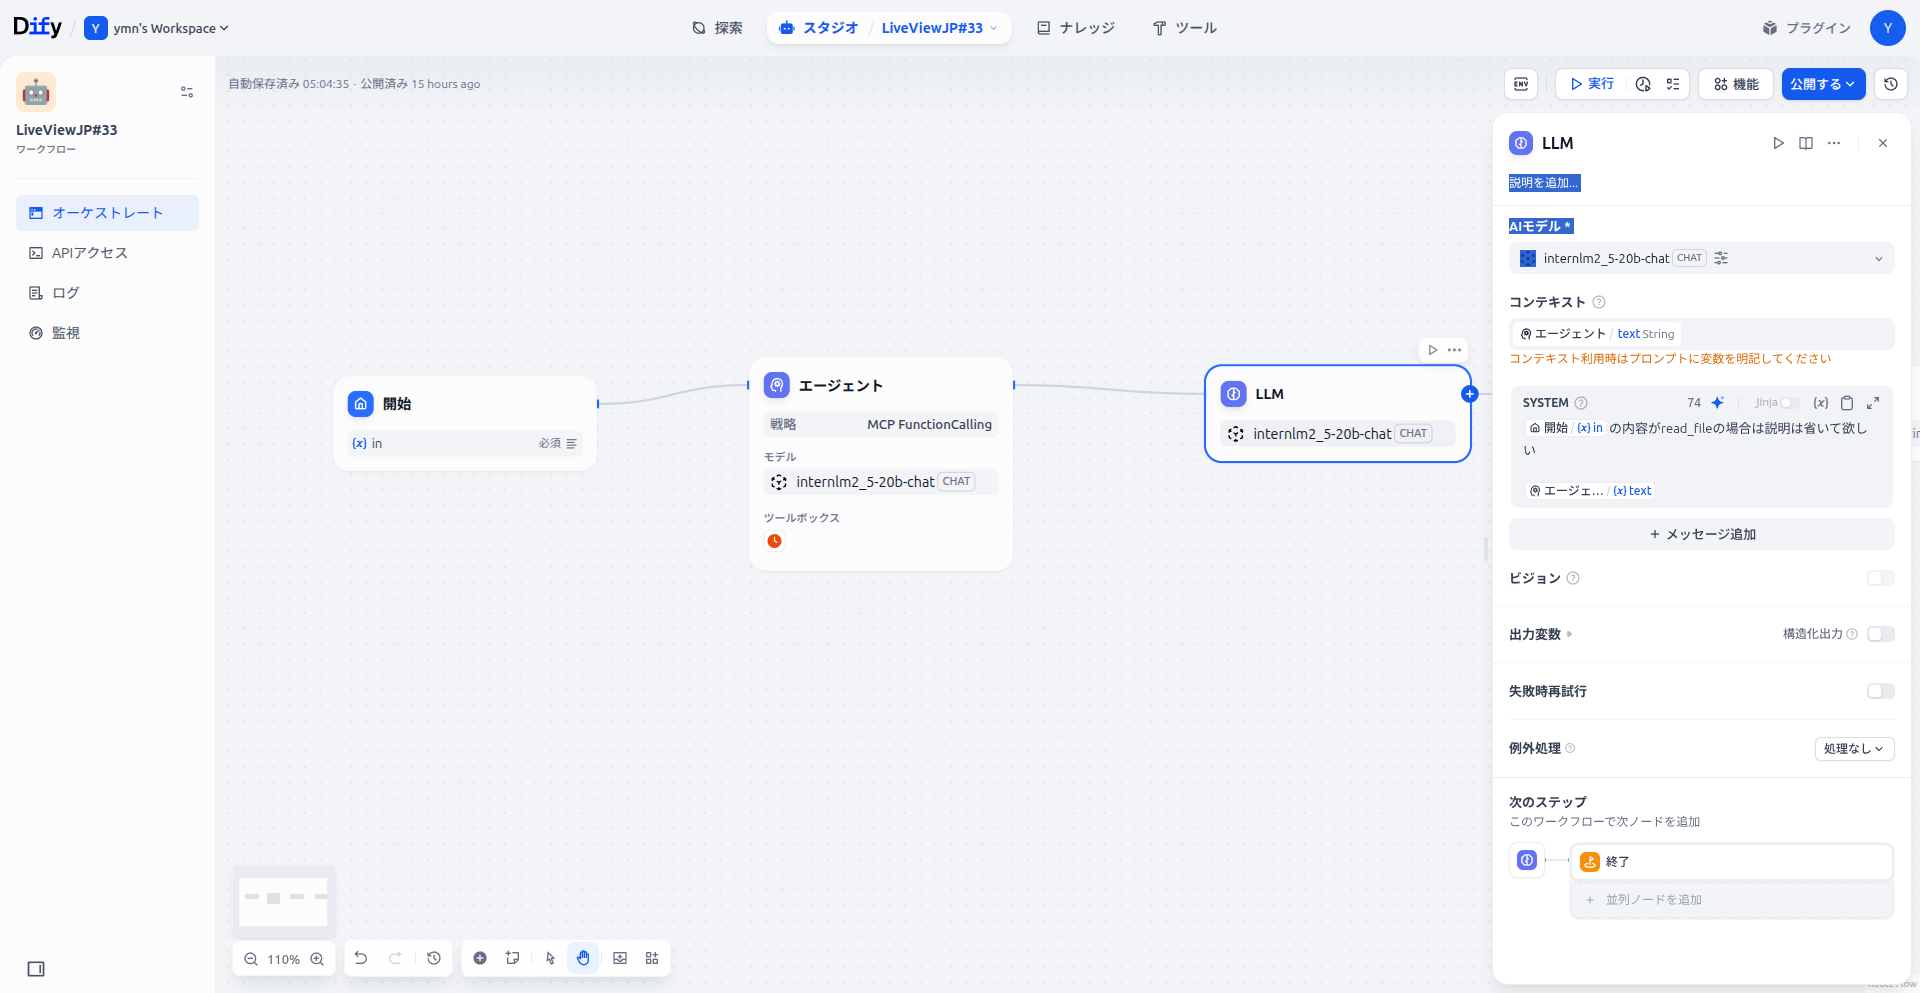 Dify / Y ymn's Workspace
探索
スタジオ / LiveViewJP#33
ナレッジ
ツール
プラグイン
Y
LiveViewJP#33
ワークフロー
オーケストレート
APIアクセス
ログ
監視
自動保存済み 05:04:35 · 公開済み 15 hours ago
ENV
実行
機能
公開する
開始
{x} in 必須
エージェント
戦略 MCP FunctionCalling
モデル
internlm2_5-20b-chat CHAT
ツールボックス
LLM
internlm2_5-20b-chat CHAT
110%
LLM
説明を追加...
AIモデル *
internlm2_5-20b-chat CHAT
コンテキスト
エージェント / text String
コンテキスト利用時はプロンプトに変数を明記してください
SYSTEM 74 Jinja {x}
開始 / {x} in の内容がread_fileの場合は説明は省いて欲し
い
エージェ... / {x} text
+ メッセージ追加
ビジョン
出力変数 構造化出力
失敗時再試行
例外処理 処理なし
次のステップ
このワークフローで次ノードを追加
終了
+ 並列ノードを追加